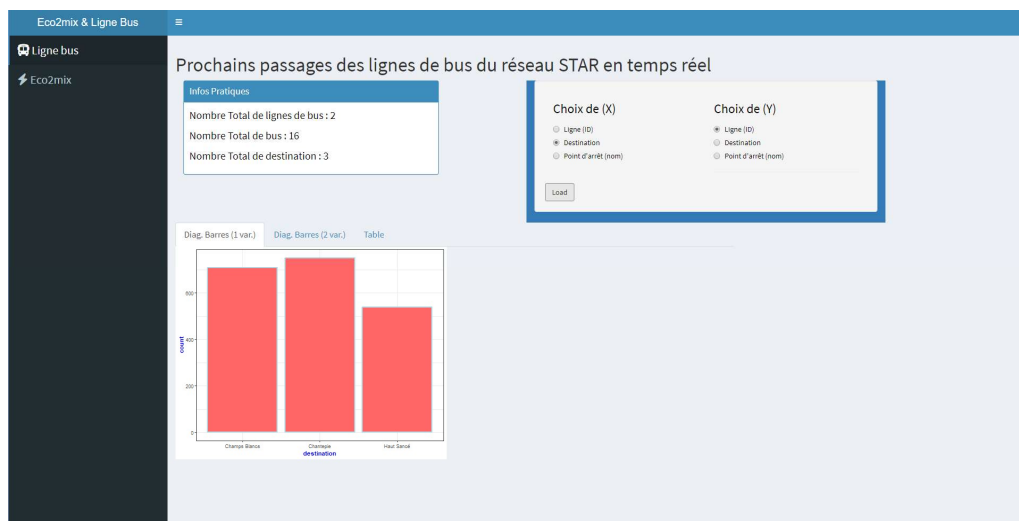 Eco2mix & Ligne Bus
Ligne bus
Eco2mix
Prochains passages des lignes de bus du réseau STAR en temps réel
Infos Pratiques
Nombre Total de lignes de bus : 2
Nombre Total de bus : 16
Nombre Total de destination : 3
Choix de (X)
Ligne (ID)
Destination
Point d'arrêt (nom)
Choix de (Y)
Ligne (ID)
Destination
Point d'arrêt (nom)
Load
Diag. Barres (1 var.)
Diag. Barres (2 var.)
Table
600
400
200
0
count
Champs Blancs
Chantepie
Haut Sancé
destination